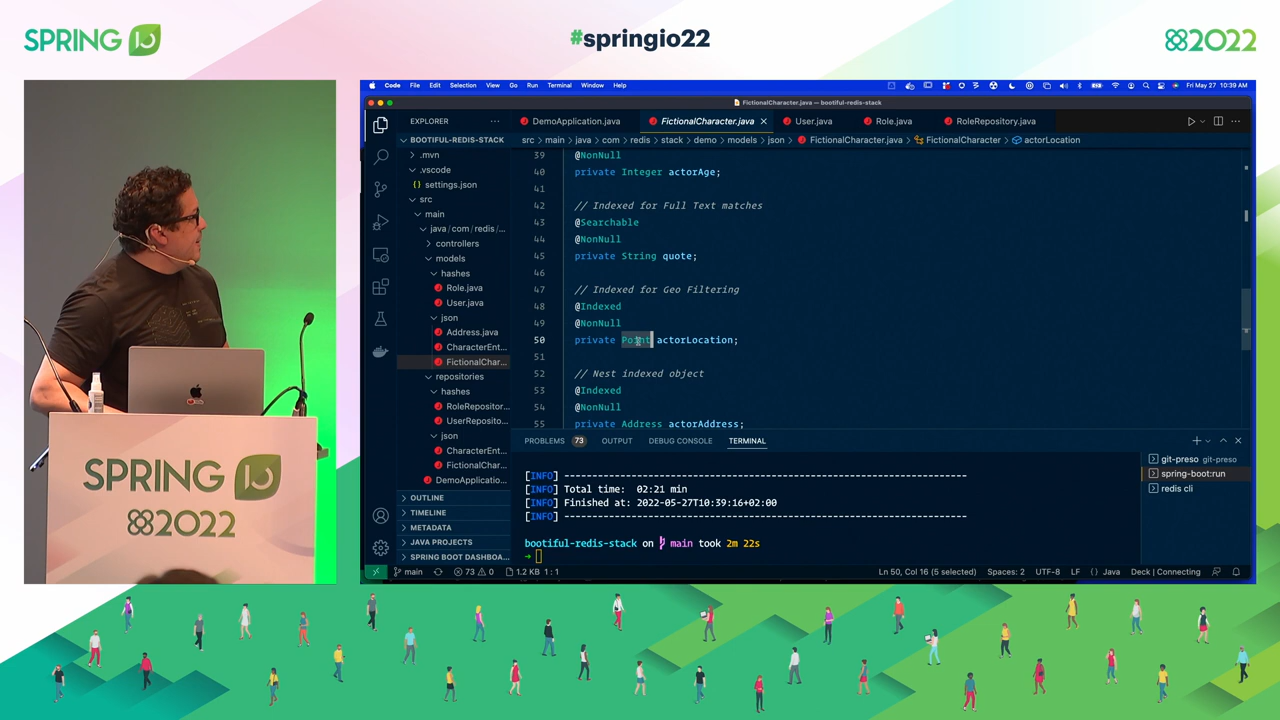 SPRING IO
#springio22
2022
Code File Edit Selection View Go Run Terminal Window Help
Fri May 27 10:39 AM
FictionalCharacter.java — bootiful-redis-stack
EXPLORER
DemoApplication.java
FictionalCharacter.java
User.java
Role.java
RoleRepository.java
BOOTIFUL-REDIS-STACK
src > main > java > com > redis > stack > demo > models > json > FictionalCharacter.java > FictionalCharacter > actorLocation
.mvn
.vscode
settings.json
src
main
java/com/redis/...
controllers
models
hashes
Role.java
User.java
json
Address.java
CharacterEnt...
FictionalChar...
repositories
hashes
RoleRepositor...
UserReposito...
json
CharacterEnt...
FictionalChar...
DemoApplicatio...
OUTLINE
TIMELINE
METADATA
JAVA PROJECTS
SPRING BOOT DASHBOA...
39 @NonNull
40 private Integer actorAge;
41
42 // Indexed for Full Text matches
43 @Searchable
44 @NonNull
45 private String quote;
46
47 // Indexed for Geo Filtering
48 @Indexed
49 @NonNull
50 private Point actorLocation;
51
52 // Nest indexed object
53 @Indexed
54 @NonNull
55 private Address actorAddress;
PROBLEMS 73 OUTPUT DEBUG CONSOLE TERMINAL
[INFO] ------------------------------------------------------------------------
[INFO] Total time: 02:21 min
[INFO] Finished at: 2022-05-27T10:39:16+02:00
[INFO] ------------------------------------------------------------------------
bootiful-redis-stack on main took 2m 22s
git-preso git-preso
spring-boot:run
redis cli
main 73 0 1.2 KB 1 : 1 Ln 50, Col 16 (5 selected) Spaces: 2 UTF-8 LF {} Java Deck | Connecting
SPRING IO
2022